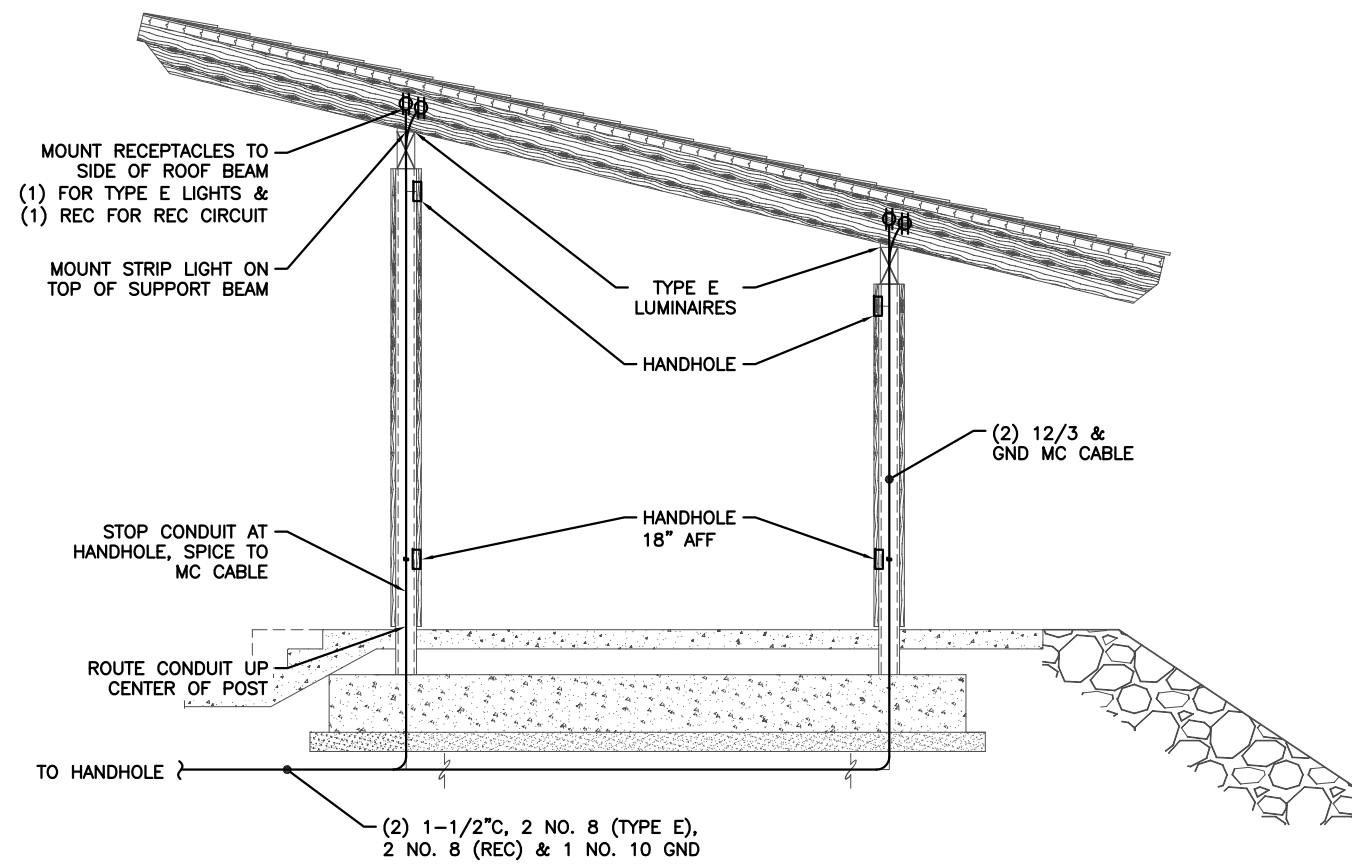 MOUNT RECEPTACLES TO
SIDE OF ROOF BEAM
(1) FOR TYPE E LIGHTS &
(1) REC FOR REC CIRCUIT
MOUNT STRIP LIGHT ON
TOP OF SUPPORT BEAM
TYPE E
LUMINAIRES
HANDHOLE
(2) 12/3 &
GND MC CABLE
STOP CONDUIT AT
HANDHOLE, SPICE TO
MC CABLE
HANDHOLE
18" AFF
ROUTE CONDUIT UP
CENTER OF POST
TO HANDHOLE
(2) 1-1/2"C, 2 NO. 8 (TYPE E),
2 NO. 8 (REC) & 1 NO. 10 GND